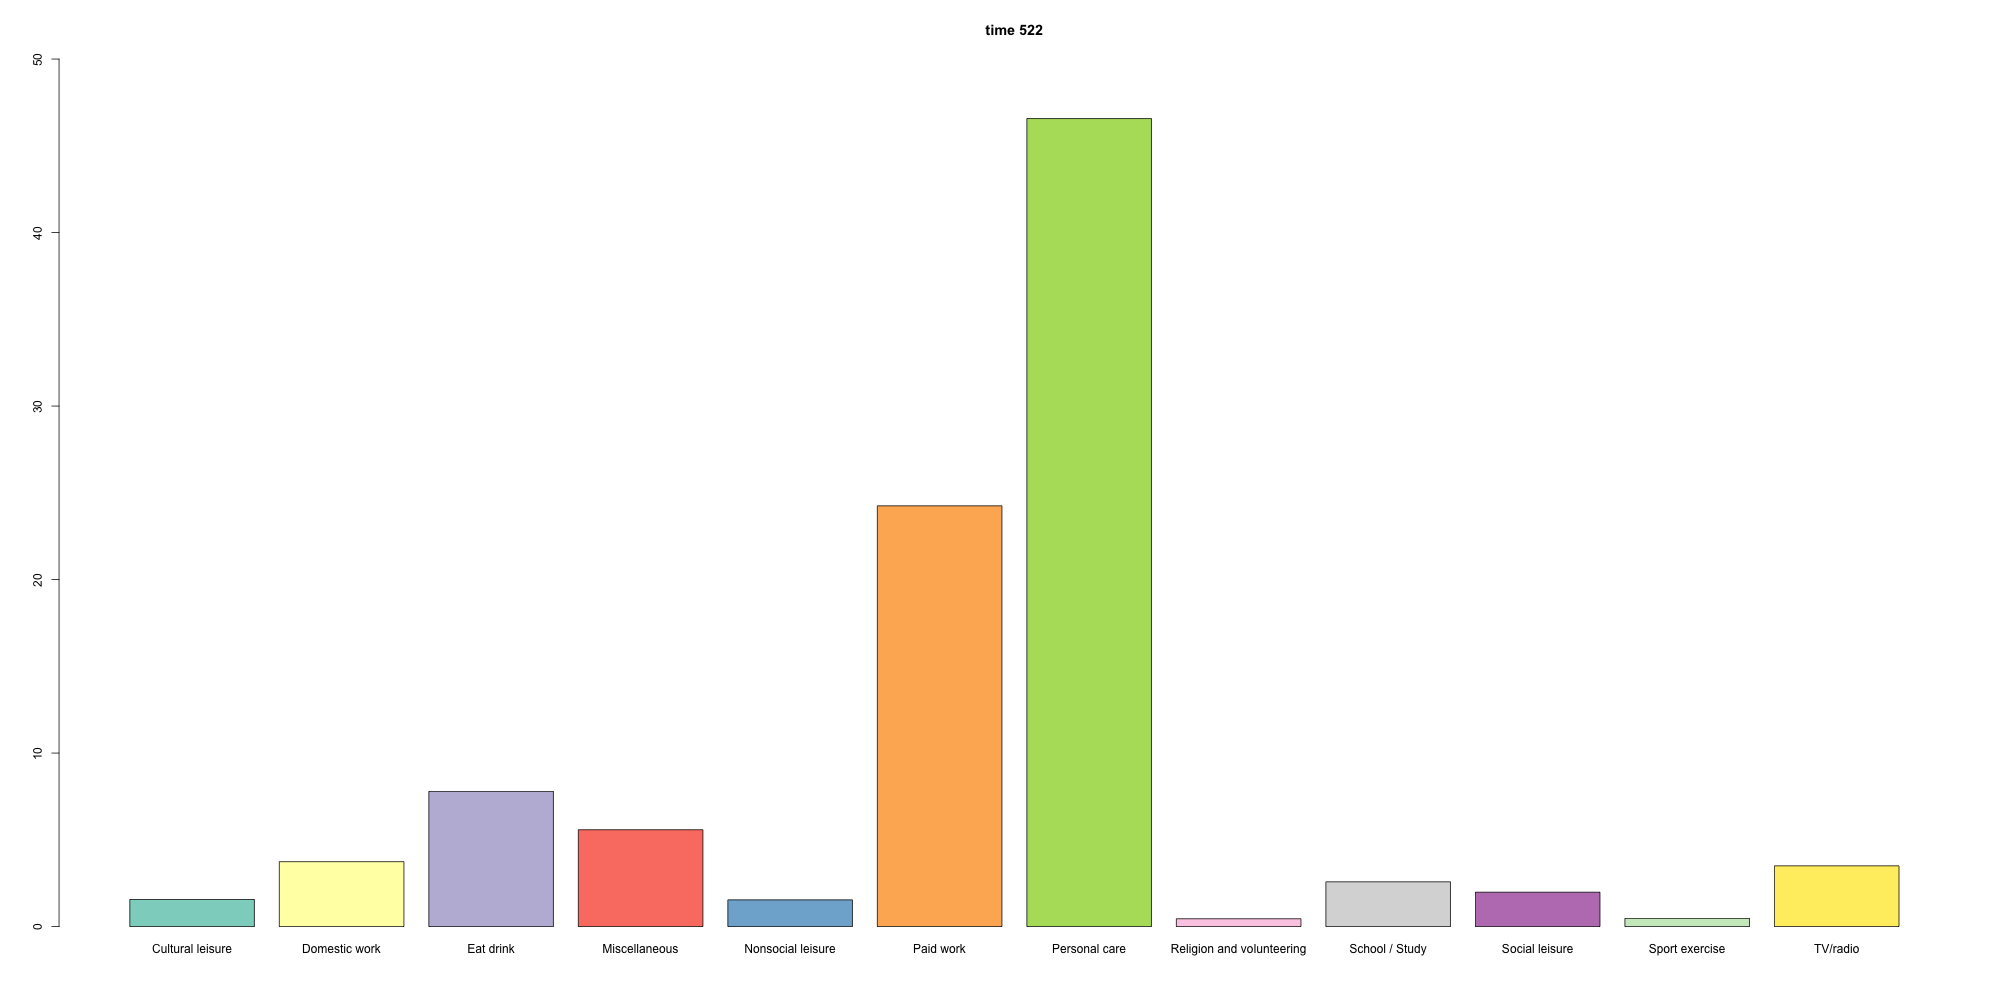 time 522
50
40
30
20
10
0
Cultural leisure
Domestic work
Eat drink
Miscellaneous
Nonsocial leisure
Paid work
Personal care
Religion and volunteering
School / Study
Social leisure
Sport exercise
TV/radio